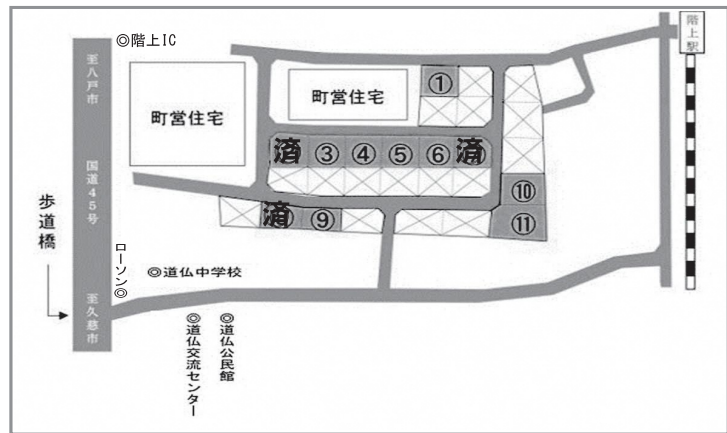 ◎階上IC
階上駅
至八戸市
国道45号
至久慈市
町営住宅
町営住宅
①
済
③
④
⑤
⑥
済
⑩
済
⑨
⑪
歩道橋
ローソン◎
◎道仏中学校
◎道仏公民館
◎道仏交流センター